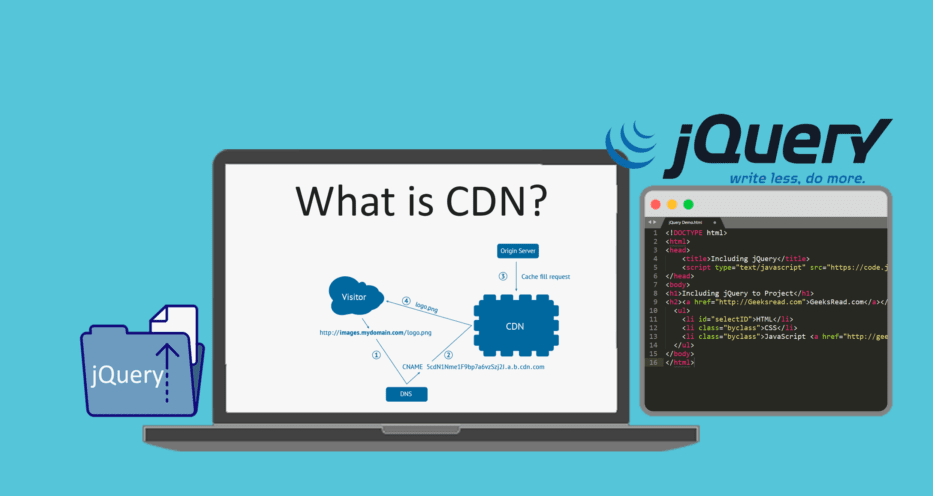 jQuery
write less, do more.
What is CDN?
Origin Server
③
Cache fill request
Visitor
④ logo.png
CDN
http://images.mydomain.com/logo.png
①
②
CNAME 5cdN1Nme1F9bp7a6vzSzj2J.a.b.cdn.com
DNS
jQuery
jQuery Demo.html ×
1 <!DOCTYPE html>
2 <html>
3 <head>
4 <title>Including jQuery</title>
5 <script type="text/javascript" src="https://code.j
6 </head>
7 <body>
8 <h1>Including jQuery to Project</h1>
9 <h2><a href="http://Geeksread.com">GeeksRead.com</a></
10 <ul>
11 <li id="selectID">HTML</li>
12 <li class="byclass">CSS</li>
13 <li class="byclass">JavaScript <a href="http://gee
14 </ul>
15 </body>
16 </html>